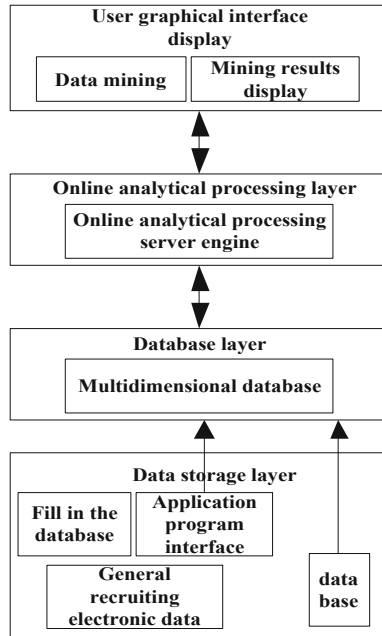 User graphical interface
display
Data mining
Mining results
display
Online analytical processing layer
Online analytical processing
server engine
Database layer
Multidimensional database
Data storage layer
Fill in the
database
Application
program
interface
General
recruiting
electronic data
data
base